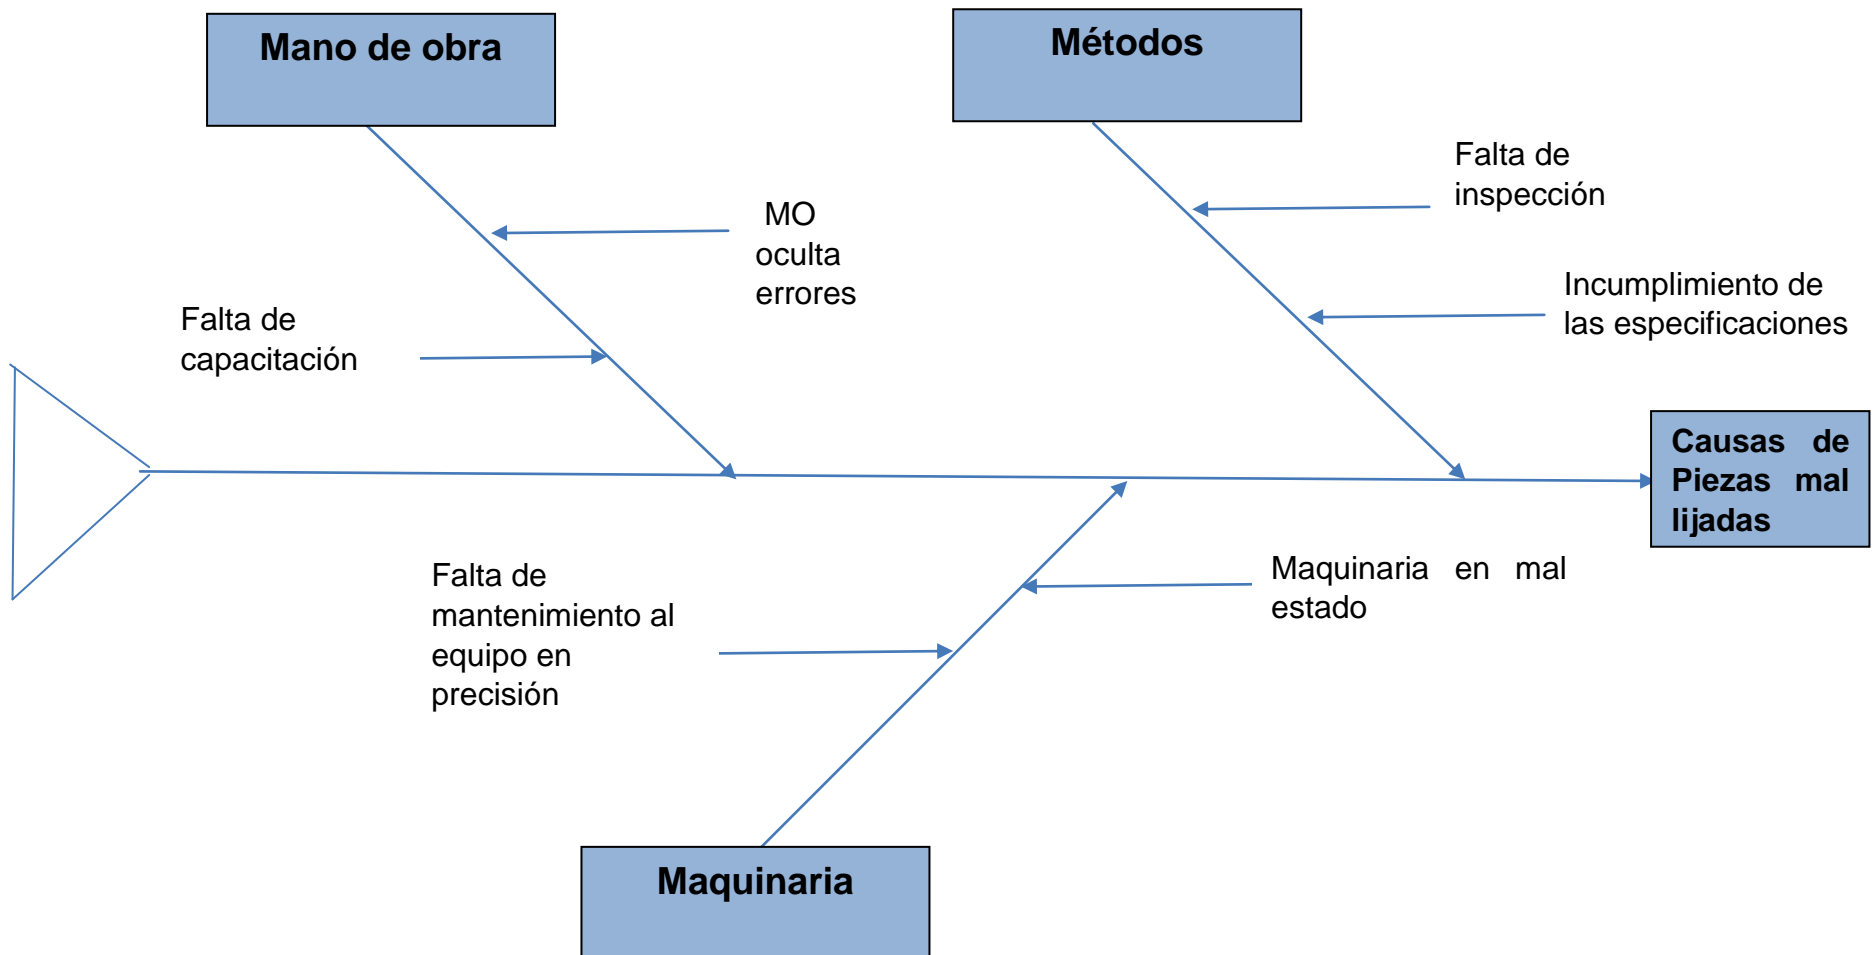 Mano de obra
Métodos
Falta de
inspección
MO
oculta
errores
Incumplimiento de
las especificaciones
Falta de
capacitación
Causas de
Piezas mal
lijadas
Falta de
mantenimiento al
equipo en
precisión
Maquinaria en mal
estado
Maquinaria